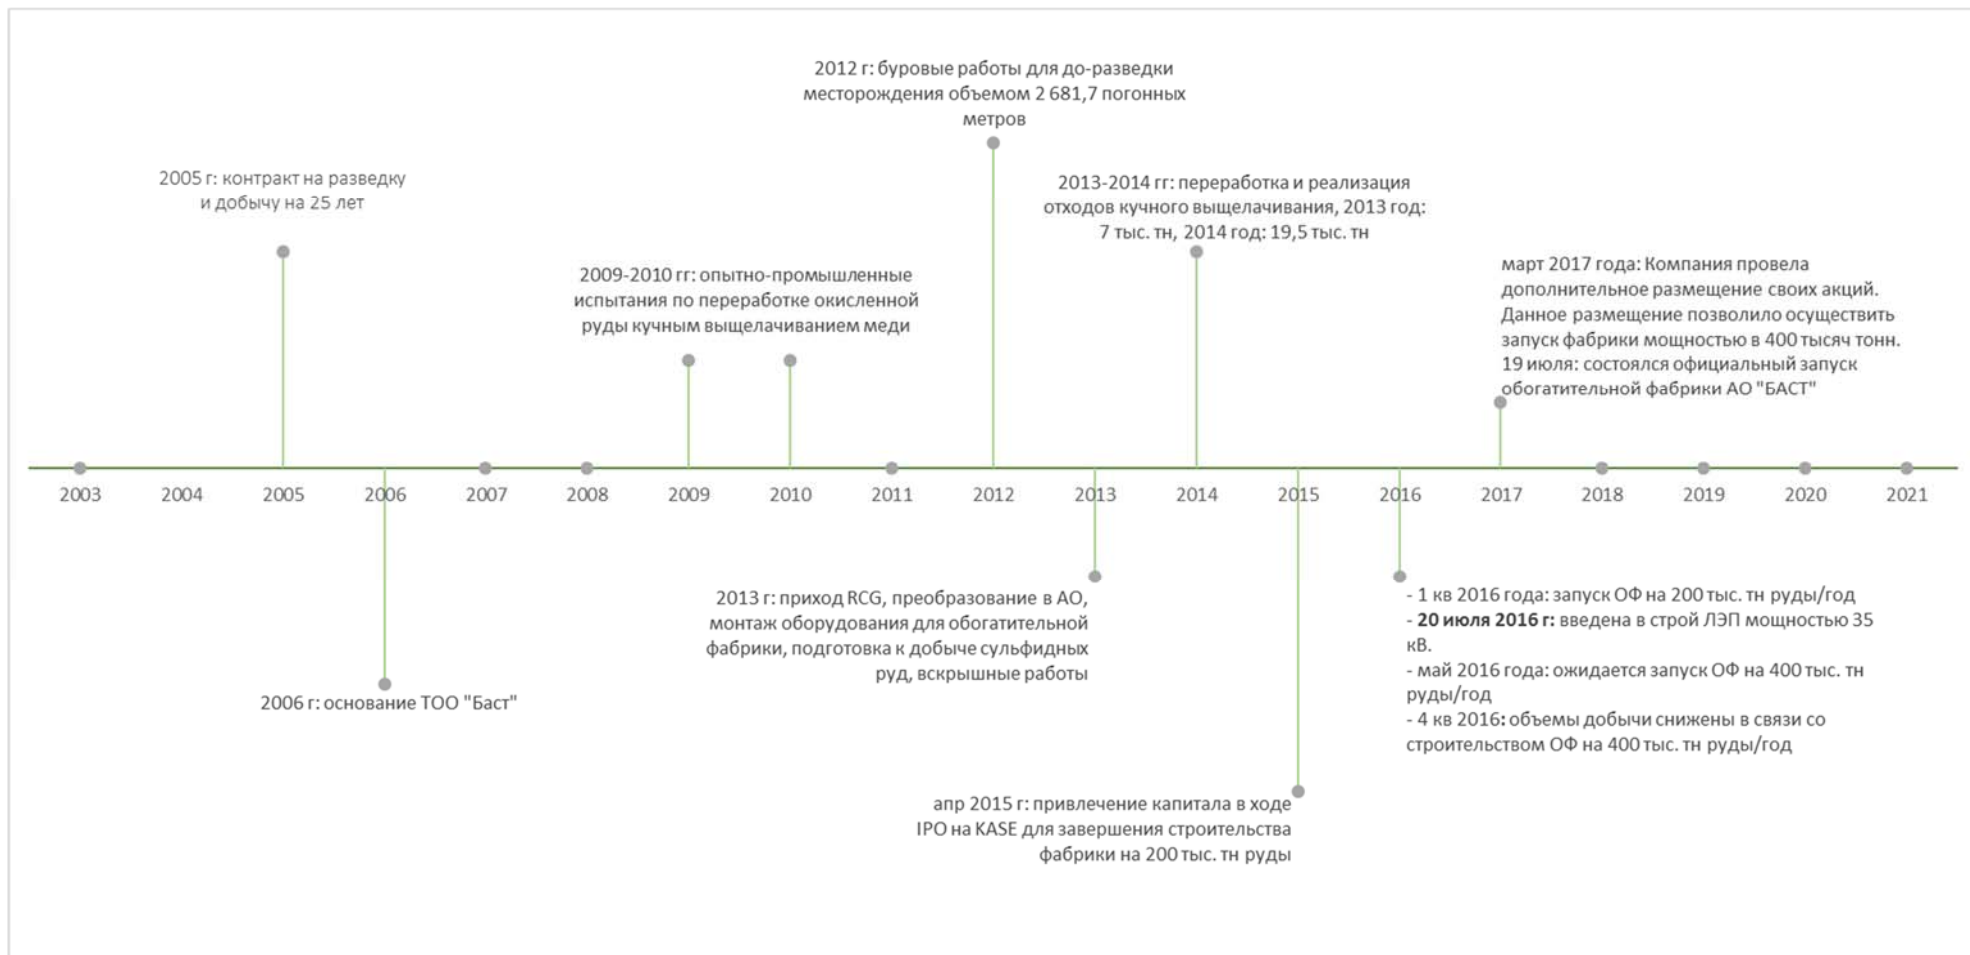 2012 г: буровые работы для до-разведки
месторождения объемом 2 681,7 погонных
метров
2005 г: контракт на разведку
и добычу на 25 лет
2013-2014 гг: переработка и реализация
отходов кучного выщелачивания, 2013 год:
7 тыс. тн, 2014 год: 19,5 тыс. тн
2009-2010 гг: опытно-промышленные
испытания по переработке окисленной
руды кучным выщелачиванием меди
март 2017 года: Компания провела
дополнительное размещение своих акций.
Данное размещение позволило осуществить
запуск фабрики мощностью в 400 тысяч тонн.
19 июля: состоялся официальный запуск
обогатительной фабрики АО "БАСТ"
2003 2004 2005 2006 2007 2008 2009 2010 2011 2012 2013 2014 2015 2016 2017 2018 2019 2020 2021
2013 г: приход RCG, преобразование в АО,
монтаж оборудования для обогатительной
фабрики, подготовка к добыче сульфидных
руд, вскрышные работы
- 1 кв 2016 года: запуск ОФ на 200 тыс. тн руды/год
- 20 июля 2016 г: введена в строй ЛЭП мощностью 35
кВ.
- май 2016 года: ожидается запуск ОФ на 400 тыс. тн
руды/год
- 4 кв 2016: объемы добычи снижены в связи со
строительством ОФ на 400 тыс. тн руды/год
2006 г: основание ТОО "Баст"
апр 2015 г: привлечение капитала в ходе
IPO на KASE для завершения строительства
фабрики на 200 тыс. тн руды